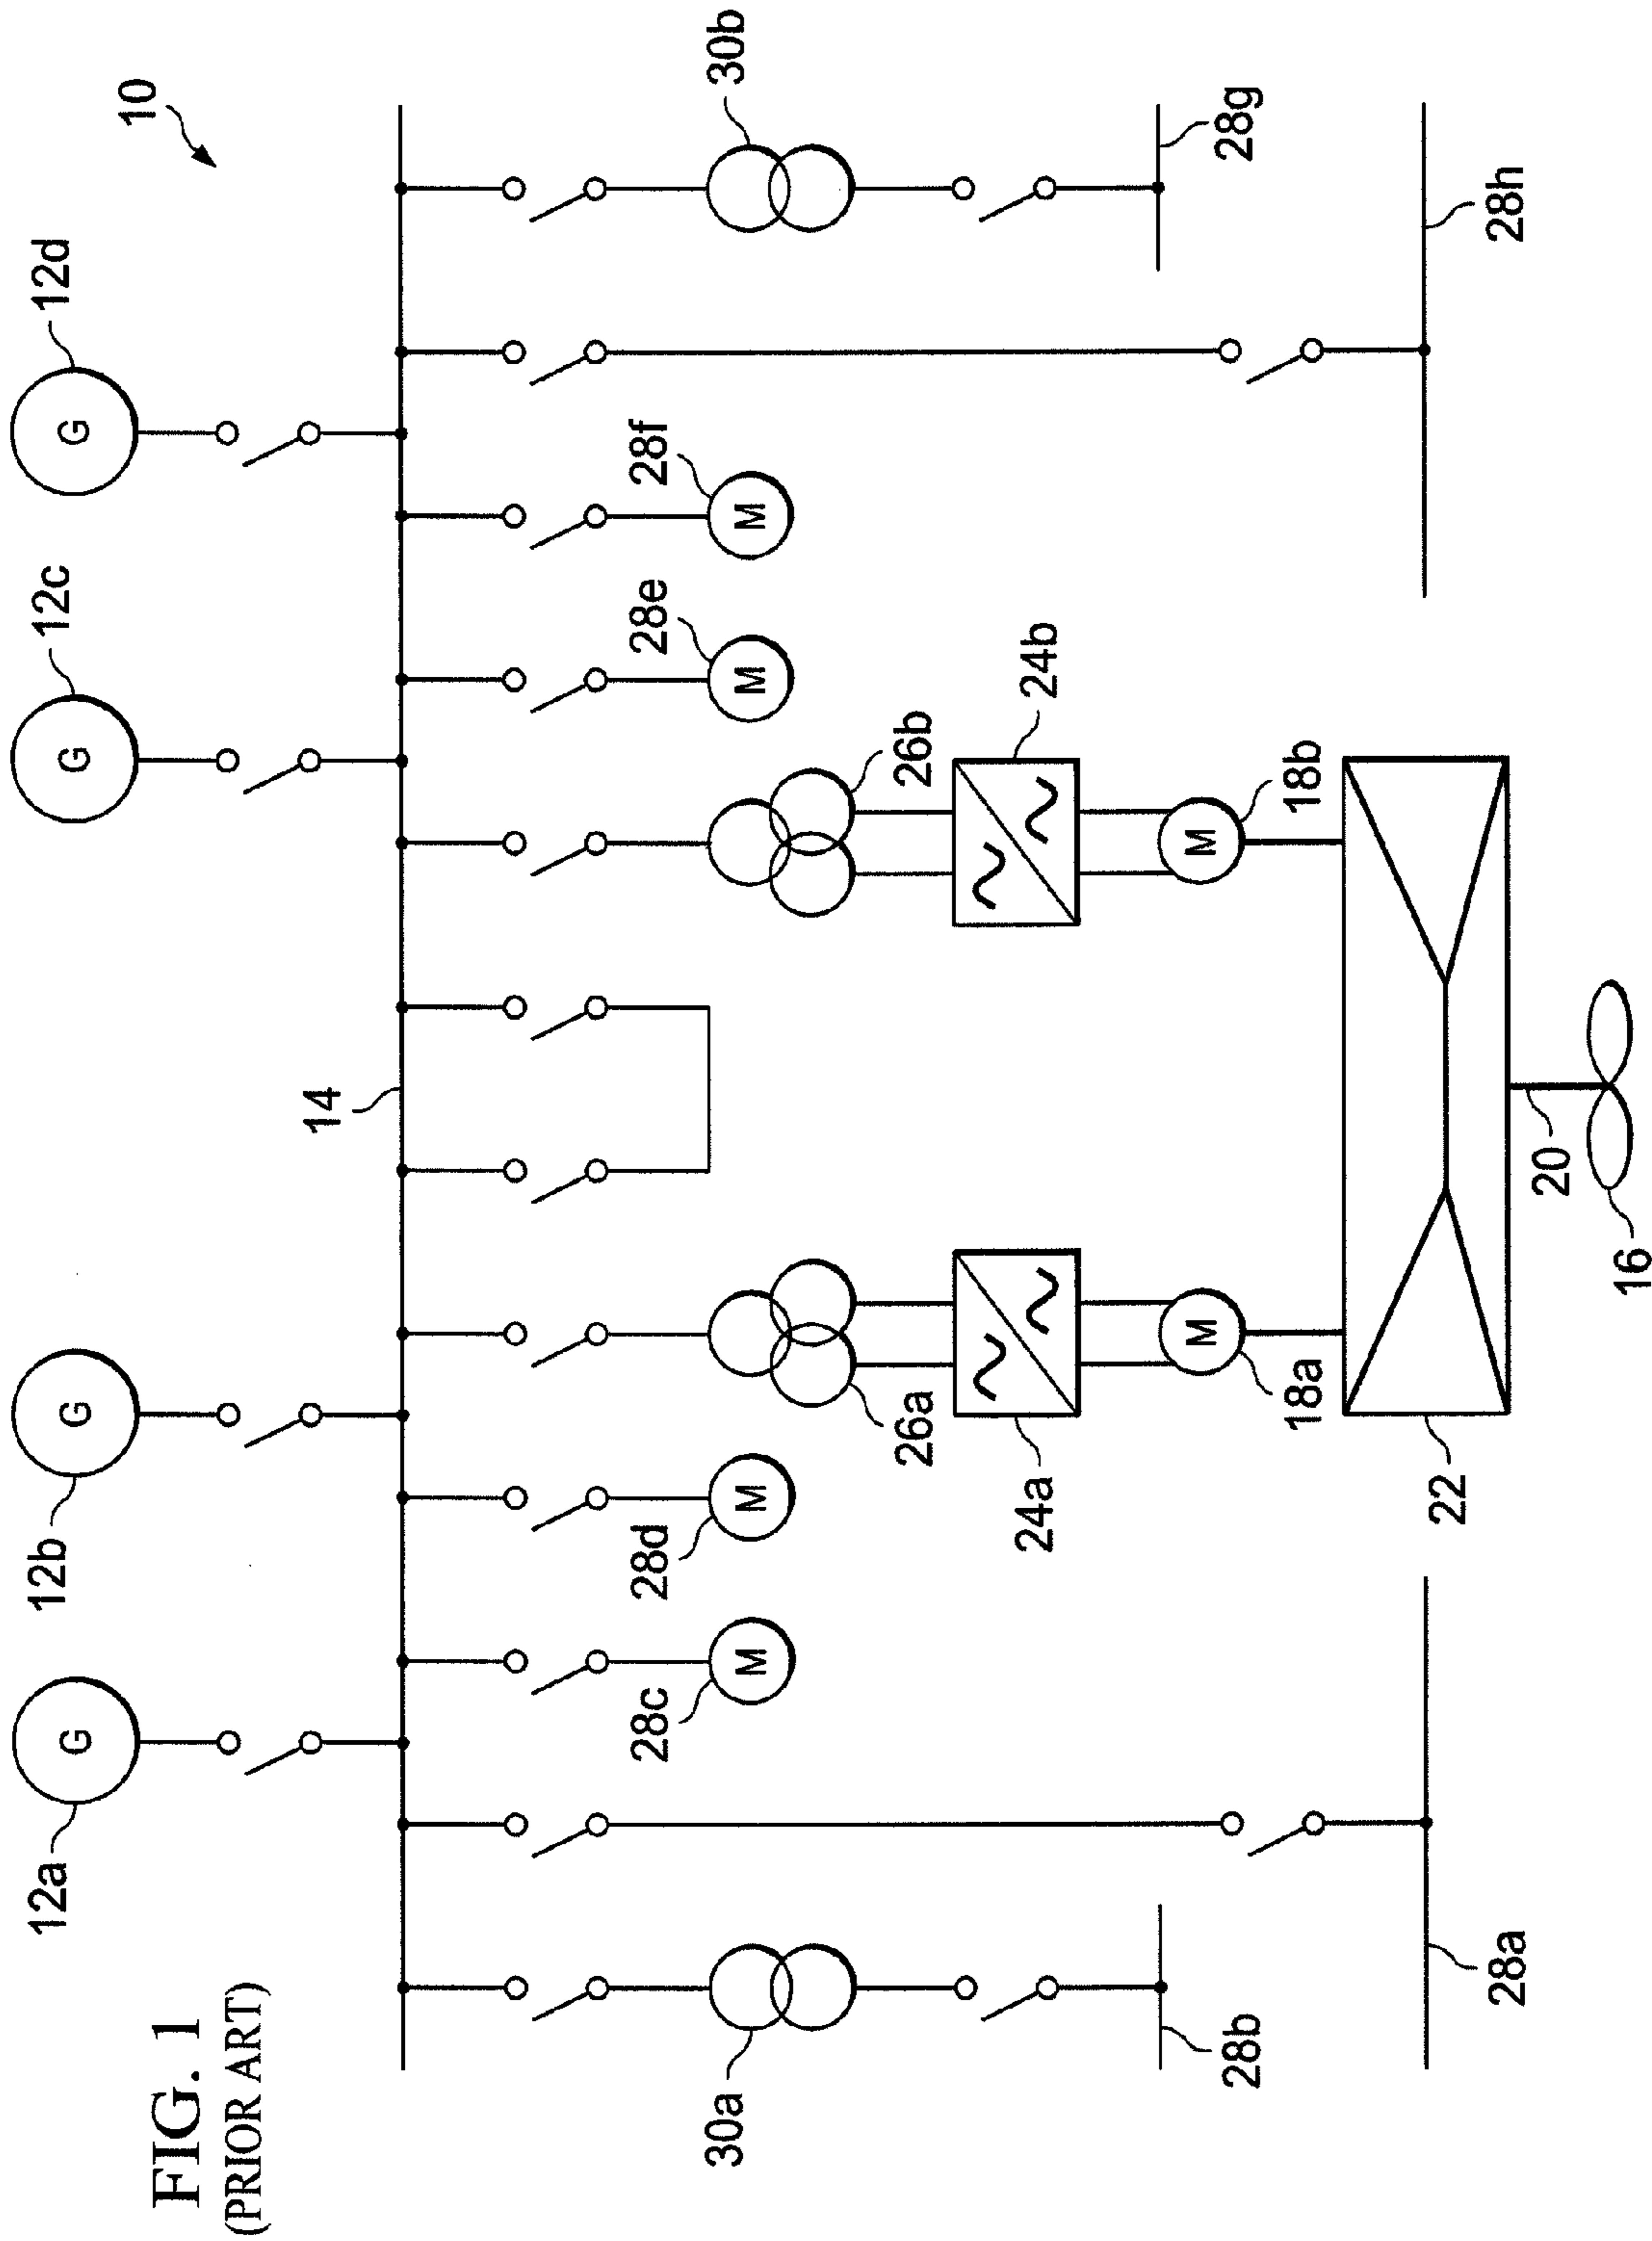 FIG. 1
(PRIOR ART)
10
12a
12b
12c
12d
G
G
G
G
14
28c
28d
28e
28f
30a
30b
M
M
M
M
26a
26b
24a
24b
M
M
28b
28g
18a
18b
22
28a
28h
20
16